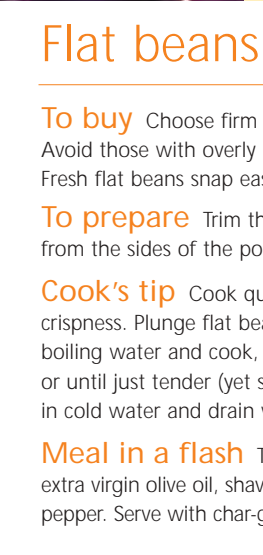 Flat beans
To buy Choose firm
Avoid those with overly
Fresh flat beans snap eas
To prepare Trim th
from the sides of the po
Cook's tip Cook qu
crispness. Plunge flat bea
boiling water and cook,
or until just tender (yet s
in cold water and drain
Meal in a flash T
extra virgin olive oil, shav
pepper. Serve with char-g